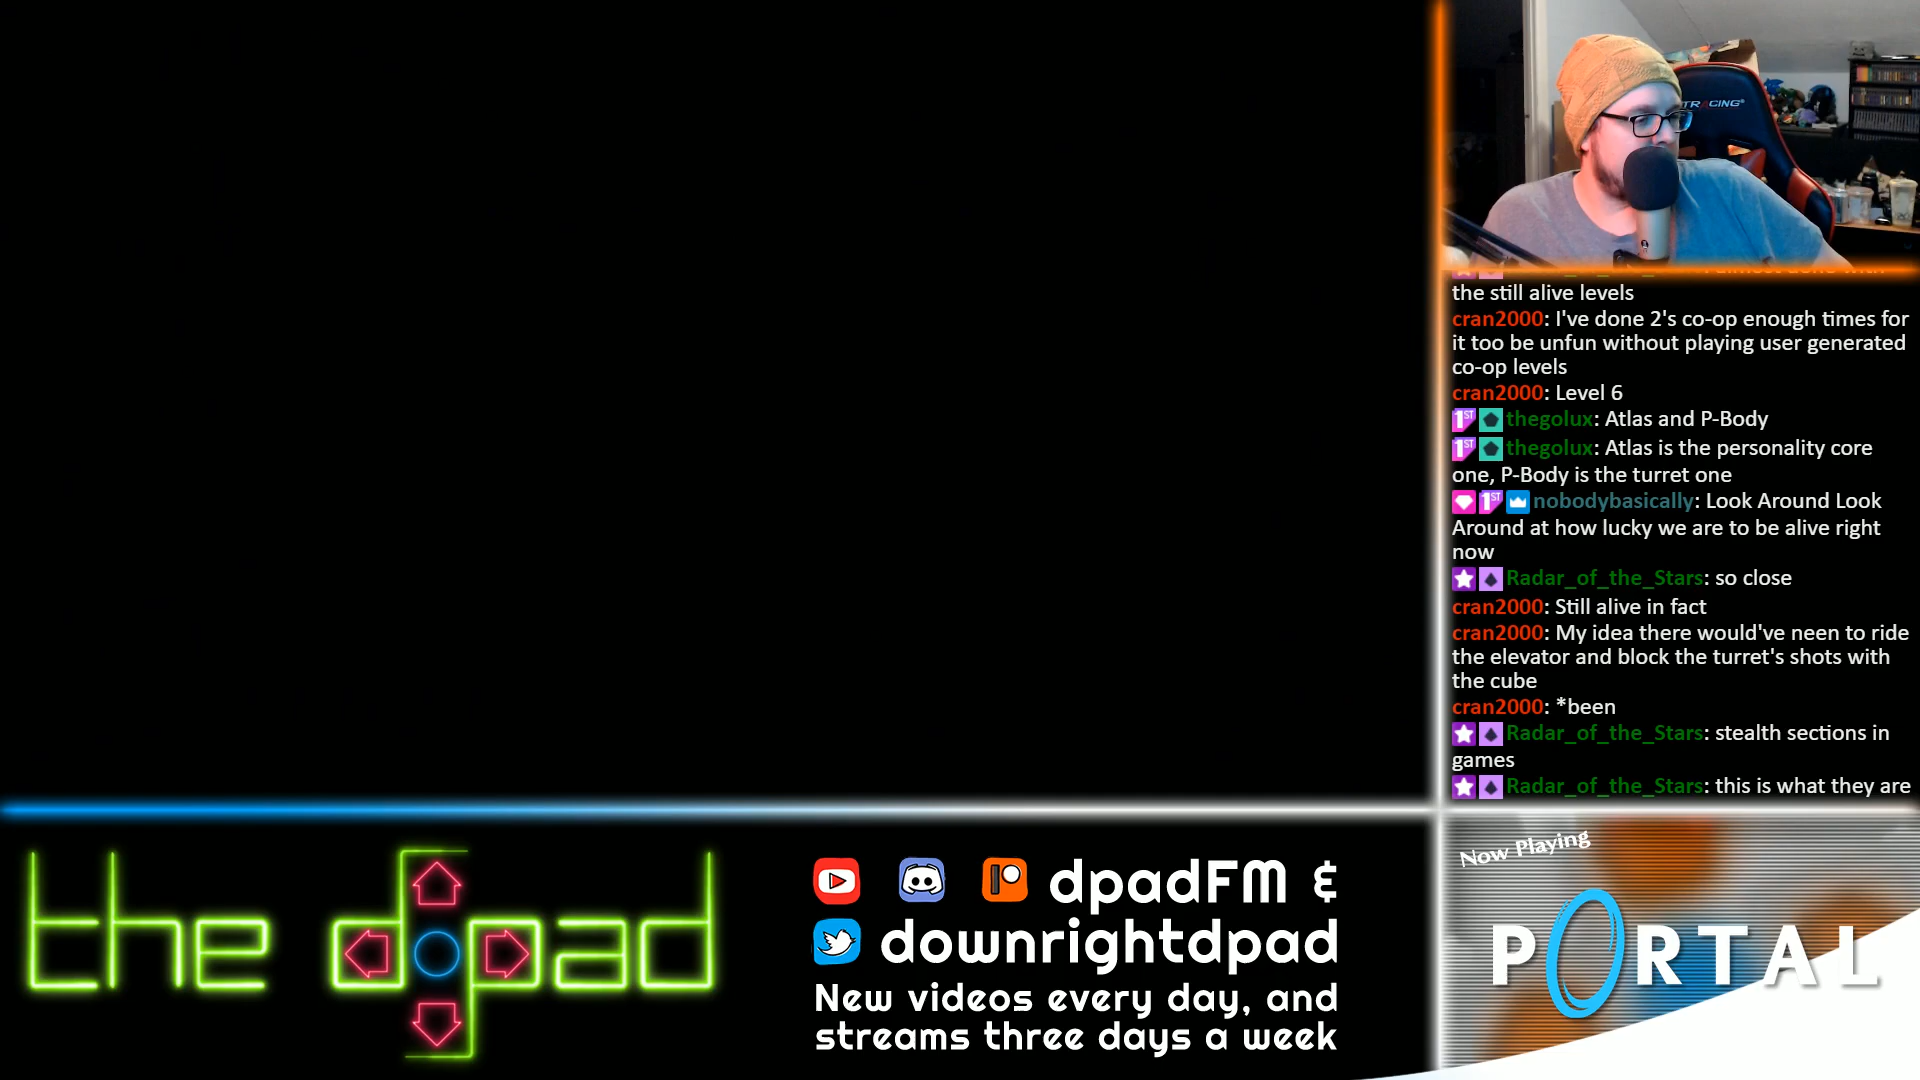 TRACING
the still alive levels
cran2000: I've done 2's co-op enough times for
it too be unfun without playing user generated
co-op levels
cran2000: Level 6
1ST thegolux: Atlas and P-Body
1ST thegolux: Atlas is the personality core
one, P-Body is the turret one
1ST nobodybasically: Look Around Look
Around at how lucky we are to be alive right
now
Radar_of_the_Stars: so close
cran2000: Still alive in fact
cran2000: My idea there would've neen to ride
the elevator and block the turret's shots with
the cube
cran2000: *been
Radar_of_the_Stars: stealth sections in
games
Radar_of_the_Stars: this is what they are
the dpad
dpadFM &
downrightdpad
New videos every day, and
streams three days a week
Now Playing
PORTAL